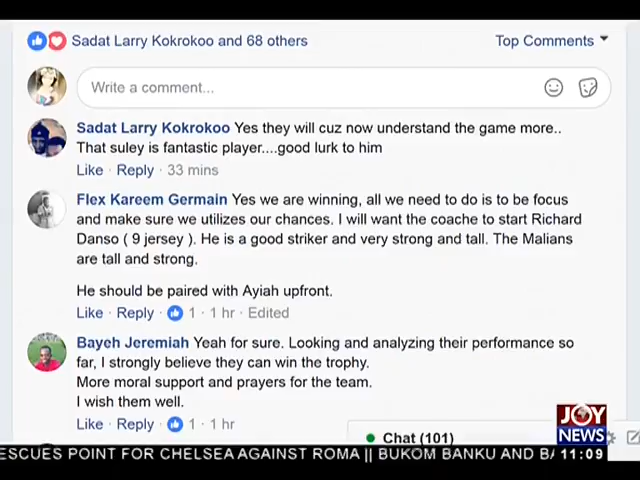 Sadat Larry Kokrokoo and 68 others
Top Comments
Write a comment...
Sadat Larry Kokrokoo Yes they will cuz now understand the game more..
That suley is fantastic player....good lurk to him
Like · Reply · 33 mins
Flex Kareem Germain Yes we are winning, all we need to do is to be focus
and make sure we utilizes our chances. I will want the coache to start Richard
Danso ( 9 jersey ). He is a good striker and very strong and tall. The Malians
are tall and strong.
He should be paired with Ayiah upfront.
Like · Reply · 1 · 1 hr · Edited
Bayeh Jeremiah Yeah for sure. Looking and analyzing their performance so
far, I strongly believe they can win the trophy.
More moral support and prayers for the team.
I wish them well.
Like · Reply · 1 · 1 hr
Chat (101)
JOY
NEWS
ESCUES POINT FOR CHELSEA AGAINST ROMA || BUKOM BANKU AND BA
11:09